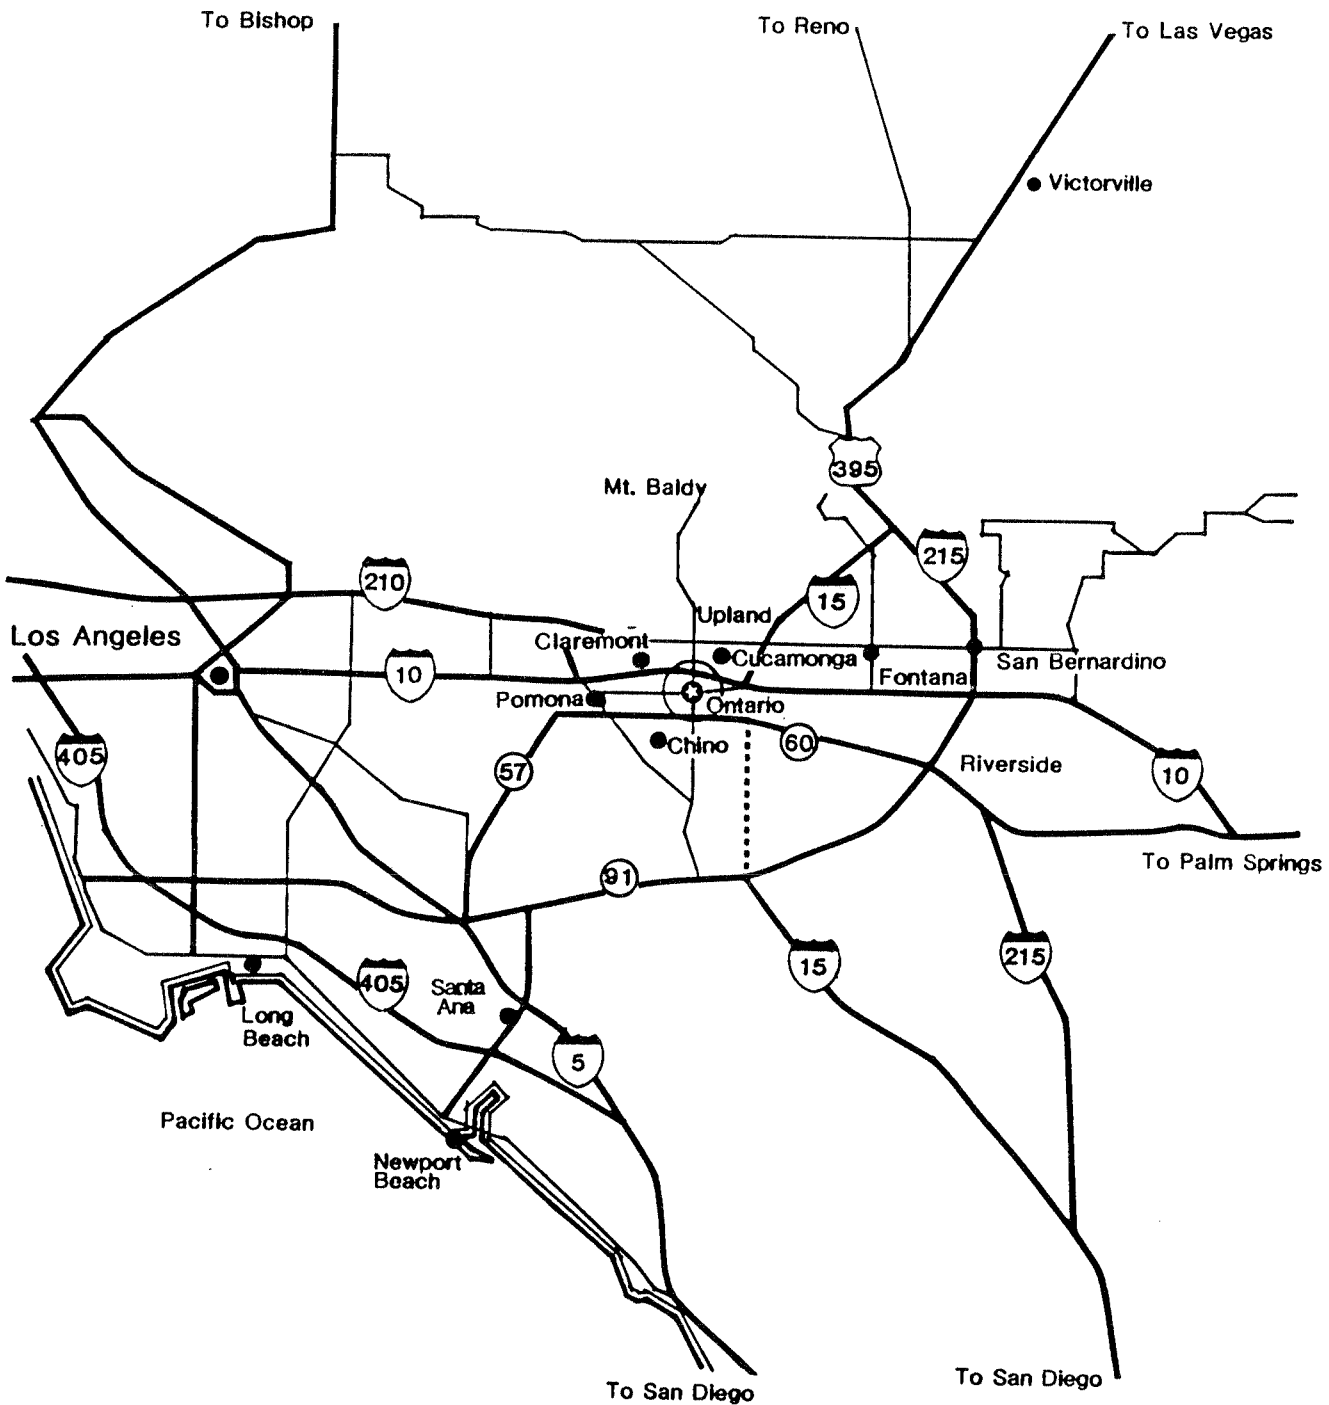 To Bishop
To Reno
To Las Vegas
Victorville
395
Mt. Baldy
215
210
15
Upland
Los Angeles
Claremont
Cucamonga
San Bernardino
10
Fontana
Pomona
Ontario
Chino
60
405
57
Riverside
10
To Palm Springs
91
15
215
405
Santa
Ana
Long
Beach
5
Pacific Ocean
Newport
Beach
To San Diego
To San Diego